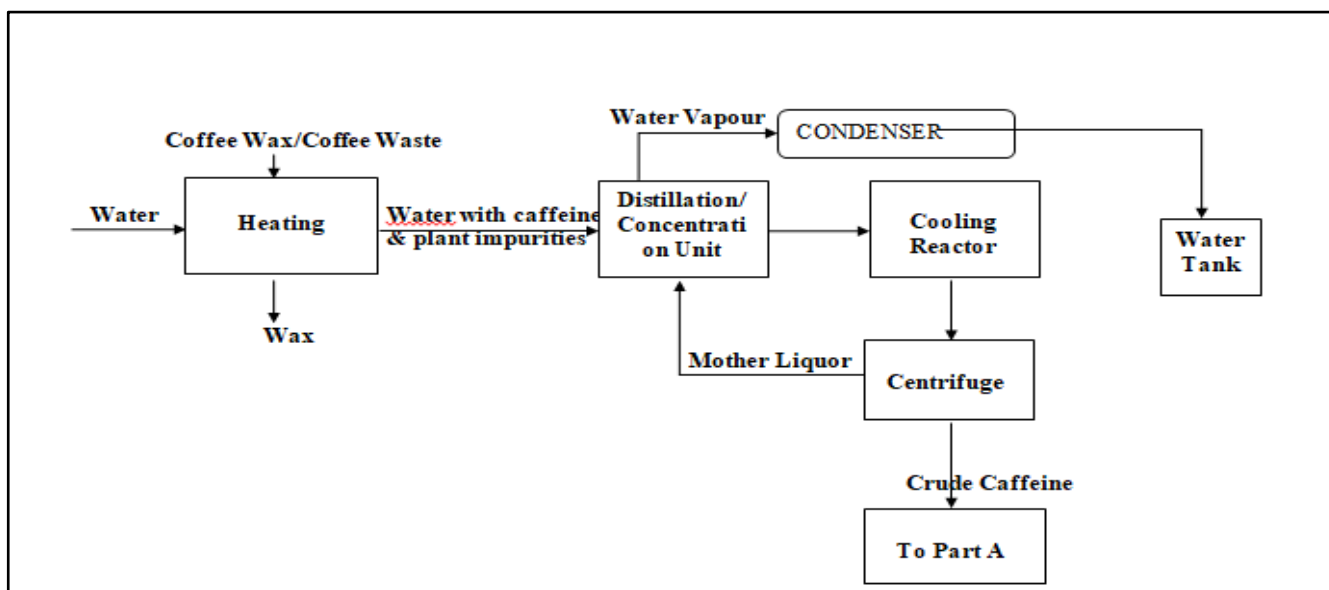 Water Vapour
CONDENSER
Coffee Wax/Coffee Waste
Water
Heating
Water with caffeine
& plant impurities
Distillation/
Concentrati
on Unit
Cooling
Reactor
Water
Tank
Wax
Mother Liquor
Centrifuge
Crude Caffeine
To Part A